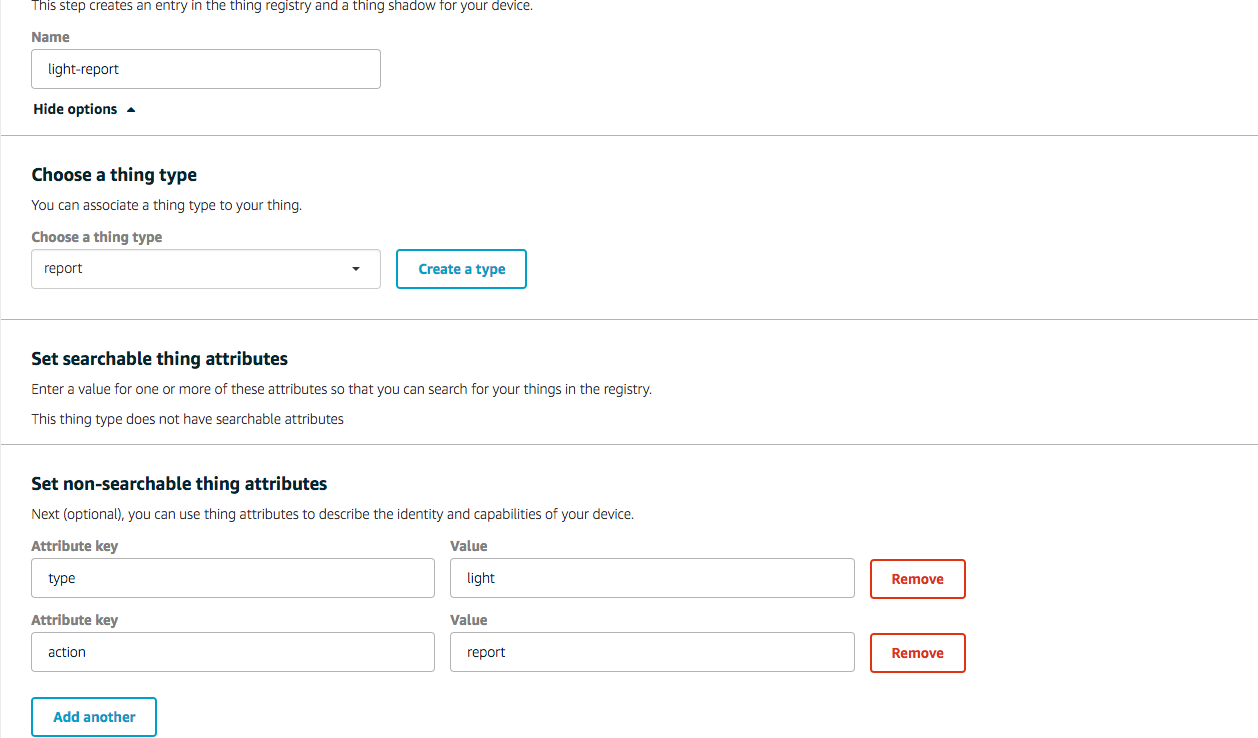 This step creates an entry in the thing registry and a thing shadow for your device.
Name
light-report
Hide options
Choose a thing type
You can associate a thing type to your thing.
Choose a thing type
report
Create a type
Set searchable thing attributes
Enter a value for one or more of these attributes so that you can search for your things in the registry.
This thing type does not have searchable attributes
Set non-searchable thing attributes
Next (optional), you can use thing attributes to describe the identity and capabilities of your device.
Attribute key Value
type light Remove
Attribute key Value
action report Remove
Add another